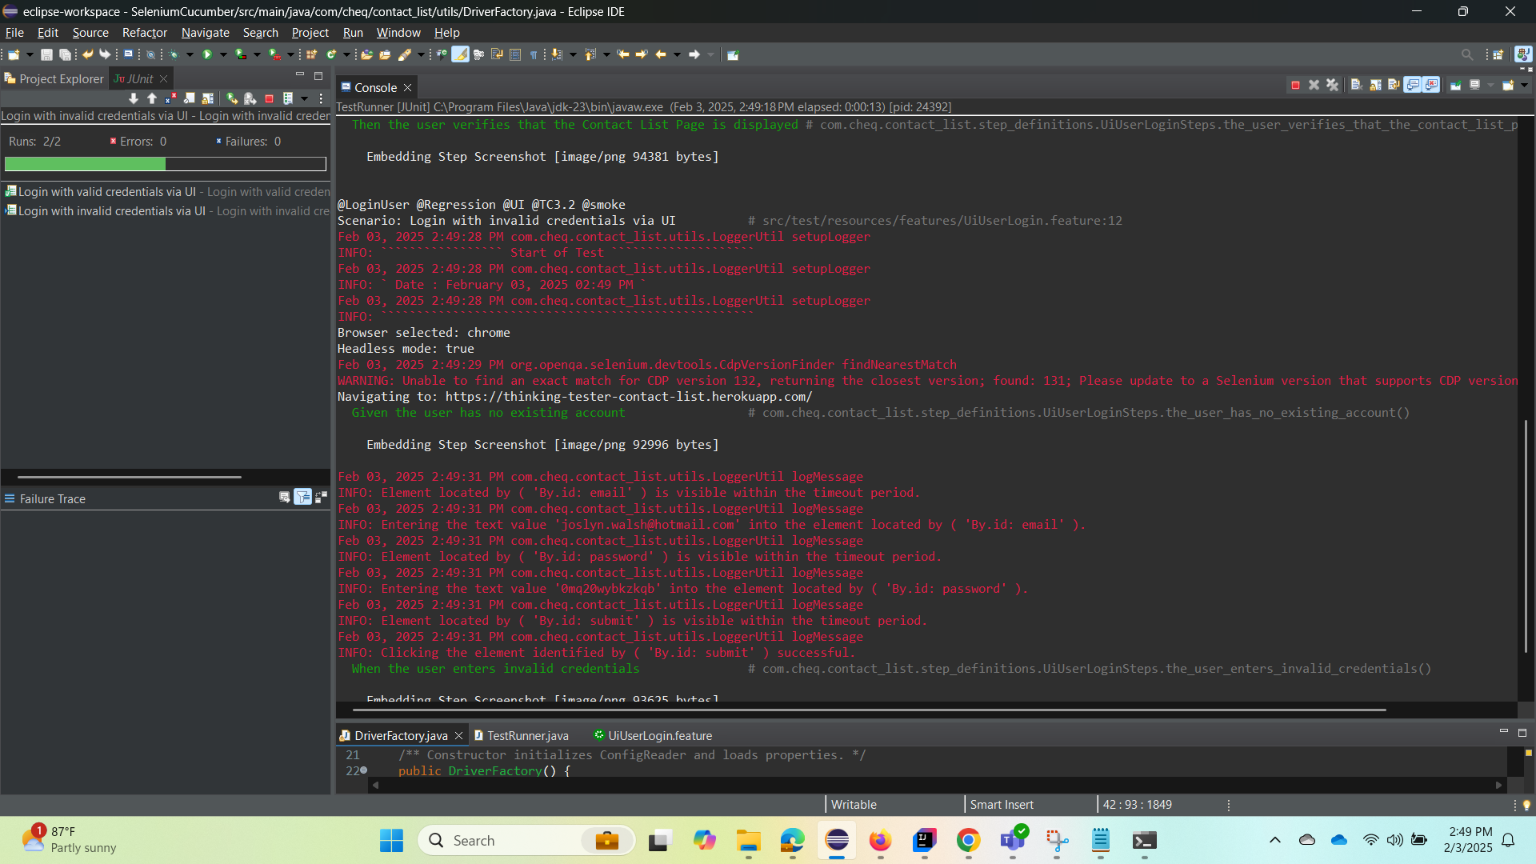 eclipse-workspace - SeleniumCucumber/src/main/java/com/cheq/contact_list/utils/DriverFactory.java - Eclipse IDE
File Edit Source Refactor Navigate Search Project Run Window Help
Project Explorer JUnit
Login with invalid credentials via UI - Login with invalid creder
Runs: 2/2 Errors: 0 Failures: 0
Login with valid credentials via UI - Login with valid creden
Login with invalid credentials via UI - Login with invalid cre
Failure Trace
Console
TestRunner [JUnit] C:\Program Files\Java\jdk-23\bin\javaw.exe (Feb 3, 2025, 2:49:18 PM elapsed: 0:00:13) [pid: 24392]
Then the user verifies that the Contact List Page is displayed # com.cheq.contact_list.step_definitions.UiUserLoginSteps.the_user_verifies_that_the_contact_list_p
Embedding Step Screenshot [image/png 94381 bytes]
@LoginUser @Regression @UI @TC3.2 @smoke
Scenario: Login with invalid credentials via UI # src/test/resources/features/UiUserLogin.feature:12
Feb 03, 2025 2:49:28 PM com.cheq.contact_list.utils.LoggerUtil setupLogger
INFO: ````````````````` Start of Test ````````````````````
Feb 03, 2025 2:49:28 PM com.cheq.contact_list.utils.LoggerUtil setupLogger
INFO: ` Date : February 03, 2025 02:49 PM `
Feb 03, 2025 2:49:28 PM com.cheq.contact_list.utils.LoggerUtil setupLogger
INFO: ````````````````````````````````````````````````````
Browser selected: chrome
Headless mode: true
Feb 03, 2025 2:49:29 PM org.openqa.selenium.devtools.CdpVersionFinder findNearestMatch
WARNING: Unable to find an exact match for CDP version 132, returning the closest version; found: 131; Please update to a Selenium version that supports CDP version
Navigating to: https://thinking-tester-contact-list.herokuapp.com/
Given the user has no existing account # com.cheq.contact_list.step_definitions.UiUserLoginSteps.the_user_has_no_existing_account()
Embedding Step Screenshot [image/png 92996 bytes]
Feb 03, 2025 2:49:31 PM com.cheq.contact_list.utils.LoggerUtil logMessage
INFO: Element located by ( 'By.id: email' ) is visible within the timeout period.
Feb 03, 2025 2:49:31 PM com.cheq.contact_list.utils.LoggerUtil logMessage
INFO: Entering the text value 'joslyn.walsh@hotmail.com' into the element located by ( 'By.id: email' ).
Feb 03, 2025 2:49:31 PM com.cheq.contact_list.utils.LoggerUtil logMessage
INFO: Element located by ( 'By.id: password' ) is visible within the timeout period.
Feb 03, 2025 2:49:31 PM com.cheq.contact_list.utils.LoggerUtil logMessage
INFO: Entering the text value '0mq20wybkzkqb' into the element located by ( 'By.id: password' ).
Feb 03, 2025 2:49:31 PM com.cheq.contact_list.utils.LoggerUtil logMessage
INFO: Element located by ( 'By.id: submit' ) is visible within the timeout period.
Feb 03, 2025 2:49:31 PM com.cheq.contact_list.utils.LoggerUtil logMessage
INFO: Clicking the element identified by ( 'By.id: submit' ) successful.
When the user enters invalid credentials # com.cheq.contact_list.step_definitions.UiUserLoginSteps.the_user_enters_invalid_credentials()
Embedding Step Screenshot [image/png 93625 bytes]
DriverFactory.java TestRunner.java UiUserLogin.feature
21 /** Constructor initializes ConfigReader and loads properties. */
22 public DriverFactory() {
Writable Smart Insert 42 : 93 : 1849
1 87°F
Partly sunny
Search
2:49 PM
2/3/2025